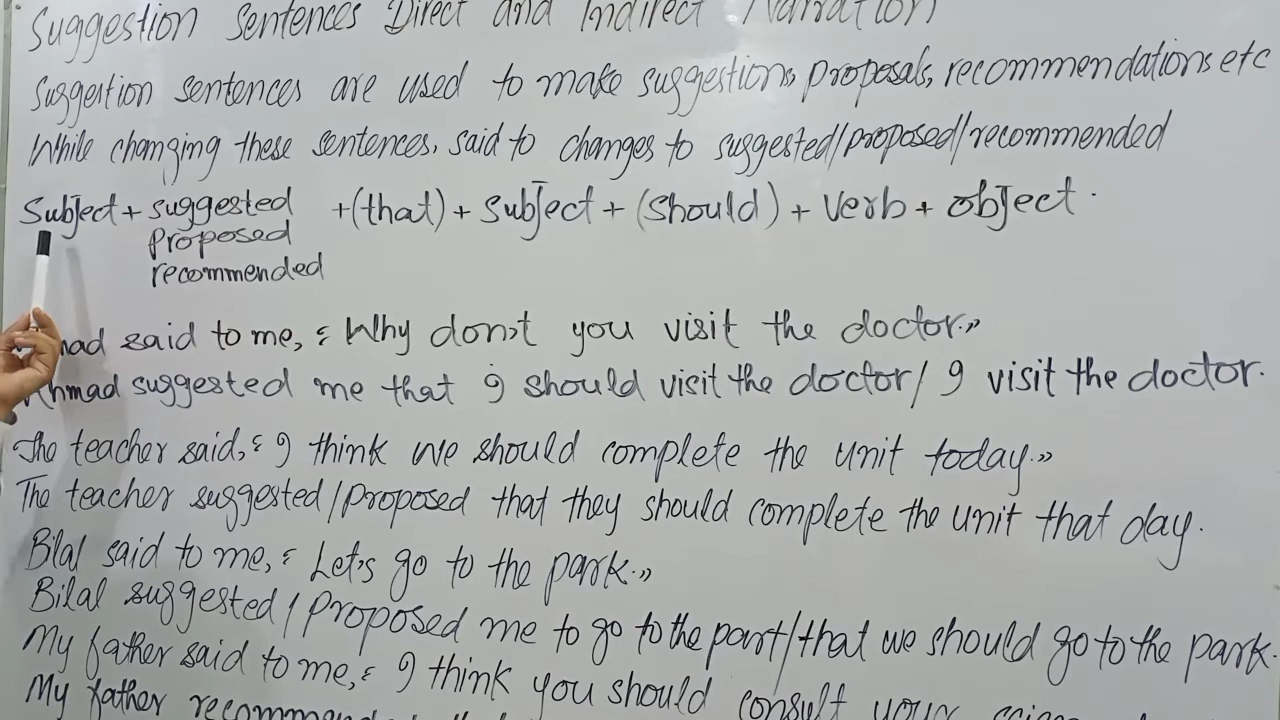 Suggestion Sentences Direct and Indirect Narration
Suggestion sentences are used to make suggestions, proposals, recommendations etc
While changing these sentences, said to changes to suggested/proposed/recommended
Subject + suggested + (that) + Subject + (should) + Verb + object.
proposed
recommended
said to me, "Why don't you visit the doctor."
Ahmad suggested me that I should visit the doctor / I visit the doctor.
The teacher said, "I think we should complete the unit today."
The teacher suggested/proposed that they should complete the unit that day.
Bilal said to me, "Let's go to the park."
Bilal suggested/proposed me to go to the part/that we should go to the park.
My father said to me, "I think you should consult your
My father